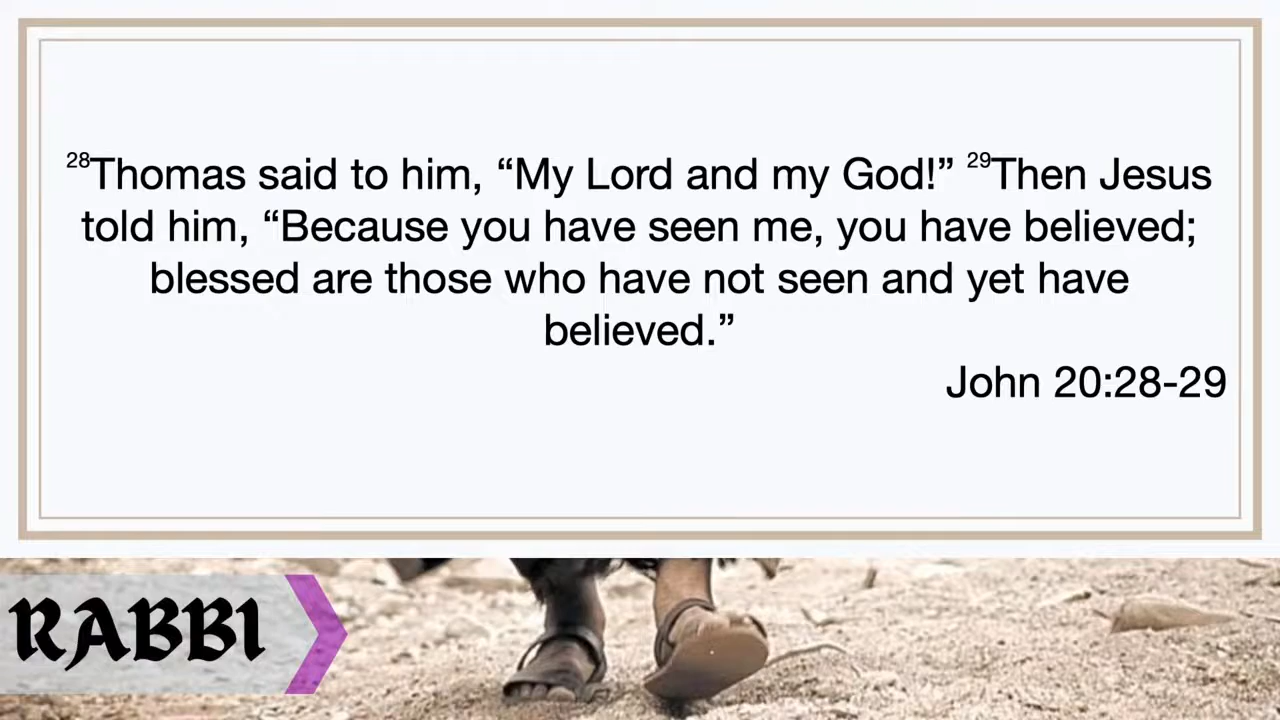 28Thomas said to him, “My Lord and my God!” 29Then Jesus
told him, “Because you have seen me, you have believed;
blessed are those who have not seen and yet have
believed.”
John 20:28-29
RABBI